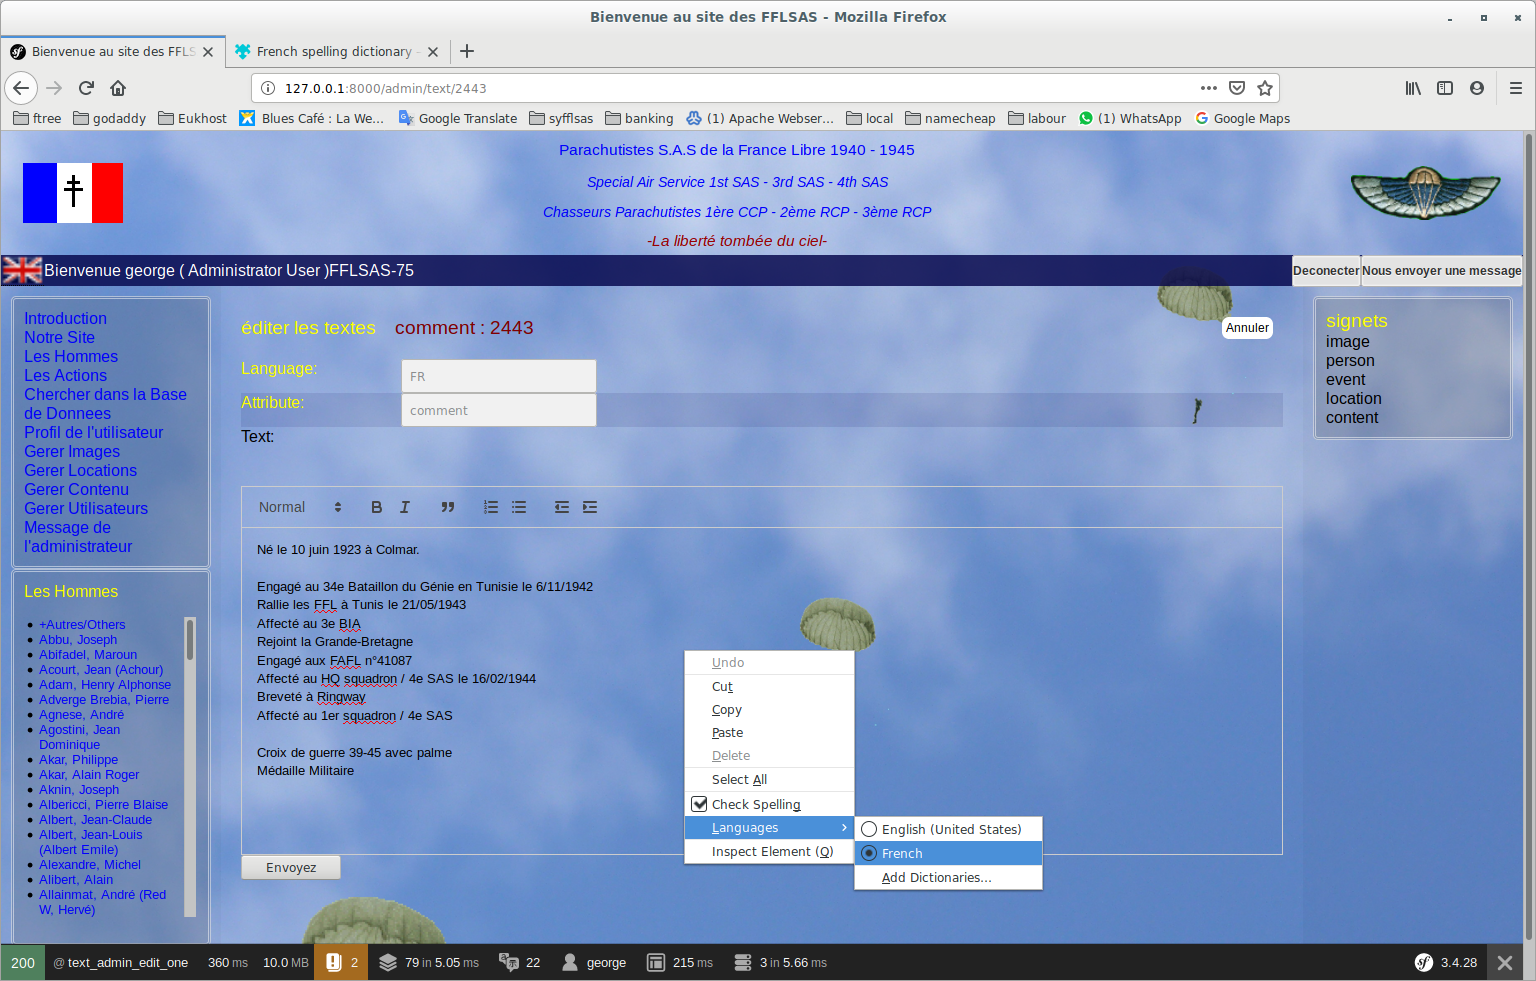 Bienvenue au site des FFLSAS - Mozilla Firefox
Bienvenue au site des FFLS
French spelling dictionary –
127.0.0.1:8000/admin/text/2443
ftree
godaddy
Eukhost
Blues Café : La We...
Google Translate
syfflsas
banking
(1) Apache Webser...
local
namecheap
labour
(1) WhatsApp
Google Maps
Parachutistes S.A.S de la France Libre 1940 - 1945
Special Air Service 1st SAS - 3rd SAS - 4th SAS
Chasseurs Parachutistes 1ère CCP - 2ème RCP - 3ème RCP
-La liberté tombée du ciel-
Bienvenue george ( Administrator User )FFLSAS-75
Deconecter
Nous envoyer une message
Introduction
Notre Site
Les Hommes
Les Actions
Chercher dans la Base
de Donnees
Profil de l'utilisateur
Gerer Images
Gerer Locations
Gerer Contenu
Gerer Utilisateurs
Message de
l'administrateur
Les Hommes
+Autres/Others
Abbu, Joseph
Abifadel, Maroun
Acourt, Jean (Achour)
Adam, Henry Alphonse
Adverge Brebia, Pierre
Agnese, André
Agostini, Jean
Dominique
Akar, Philippe
Akar, Alain Roger
Aknin, Joseph
Albericci, Pierre Blaise
Albert, Jean-Claude
Albert, Jean-Louis
(Albert Emile)
Alexandre, Michel
Alibert, Alain
Allainmat, André (Red
W, Hervé)
éditer les textes comment : 2443
Annuler
Language:
FR
Attribute:
comment
Text:
Normal
Né le 10 juin 1923 à Colmar.
Engagé au 34e Bataillon du Génie en Tunisie le 6/11/1942
Rallie les FFL à Tunis le 21/05/1943
Affecté au 3e BIA
Rejoint la Grande-Bretagne
Engagé aux FAFL n°41087
Affecté au HQ squadron / 4e SAS le 16/02/1944
Breveté à Ringway
Affecté au 1er squadron / 4e SAS
Croix de guerre 39-45 avec palme
Médaille Militaire
Envoyez
Undo
Cut
Copy
Paste
Delete
Select All
Check Spelling
Languages
Inspect Element (Q)
English (United States)
French
Add Dictionaries...
signets
image
person
event
location
content
200
@ text_admin_edit_one
360 ms
10.0 MB
2
79 in 5.05 ms
22
george
215 ms
3 in 5.66 ms
3.4.28